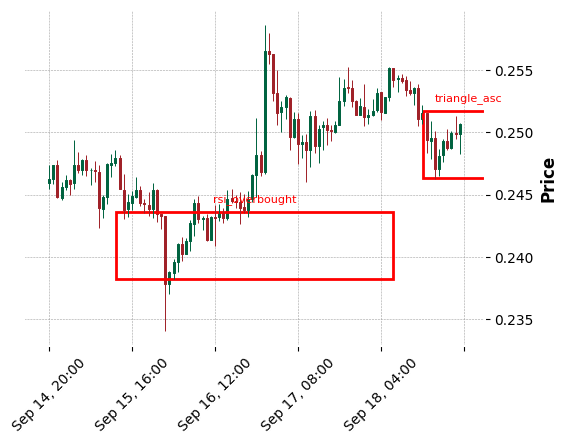 triangle_asc
rsi_overbought
0.255
0.250
0.245
0.240
0.235
Price
Sep 14, 20:00
Sep 15, 16:00
Sep 16, 12:00
Sep 17, 08:00
Sep 18, 04:00